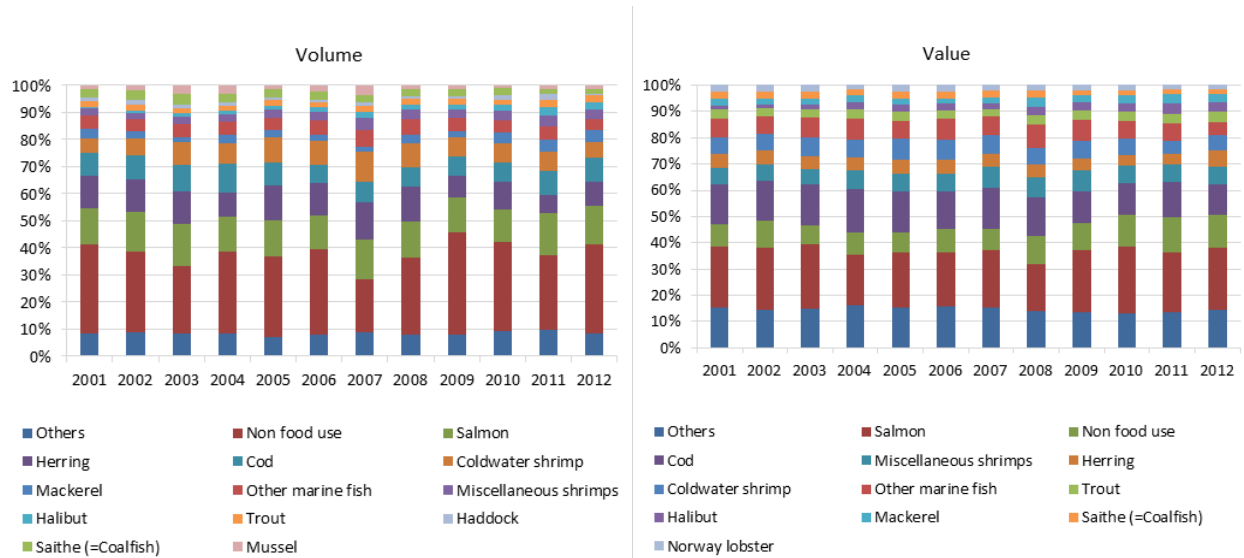 Volume
100%
90%
80%
70%
60%
50%
40%
30%
20%
10%
0%
2001 2002 2003 2004 2005 2006 2007 2008 2009 2010 2011 2012
Others Non food use Salmon
Herring Cod Coldwater shrimp
Mackerel Other marine fish Miscellaneous shrimps
Halibut Trout Haddock
Saithe (=Coalfish) Mussel
Value
100%
90%
80%
70%
60%
50%
40%
30%
20%
10%
0%
2001 2002 2003 2004 2005 2006 2007 2008 2009 2010 2011 2012
Others Salmon Non food use
Cod Miscellaneous shrimps Herring
Coldwater shrimp Other marine fish Trout
Halibut Mackerel Saithe (=Coalfish)
Norway lobster